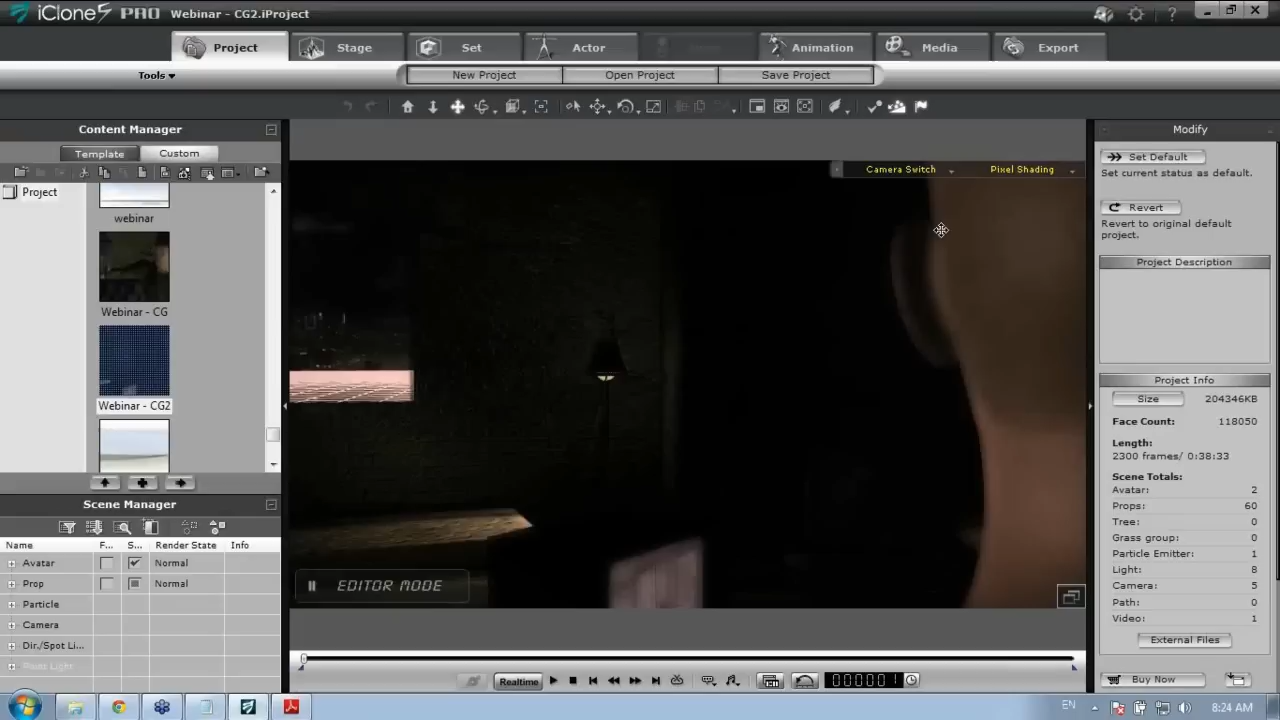 iClone5 PRO Webinar - CG2.iProject
Project Stage Set Actor Animation Media Export
Tools New Project Open Project Save Project
Content Manager
Template Custom
Project
webinar
Webinar - CG
Webinar - CG2
Scene Manager
Name F... S... Render State Info
Avatar Normal
Prop Normal
Particle
Camera
Dir./Spot Li...
Camera Switch Pixel Shading
EDITOR MODE
Realtime 00000 1
Modify
Set Default
Set current status as default.
Revert
Revert to original default
project.
Project Description
Project Info
Size 204346KB
Face Count: 118050
Length:
2300 frames/ 0:38:33
Scene Totals:
Avatar: 2
Props: 60
Tree: 0
Grass group: 0
Particle Emitter: 1
Light: 8
Camera: 5
Path: 0
Video: 1
External Files
Buy Now
EN 8:24 AM